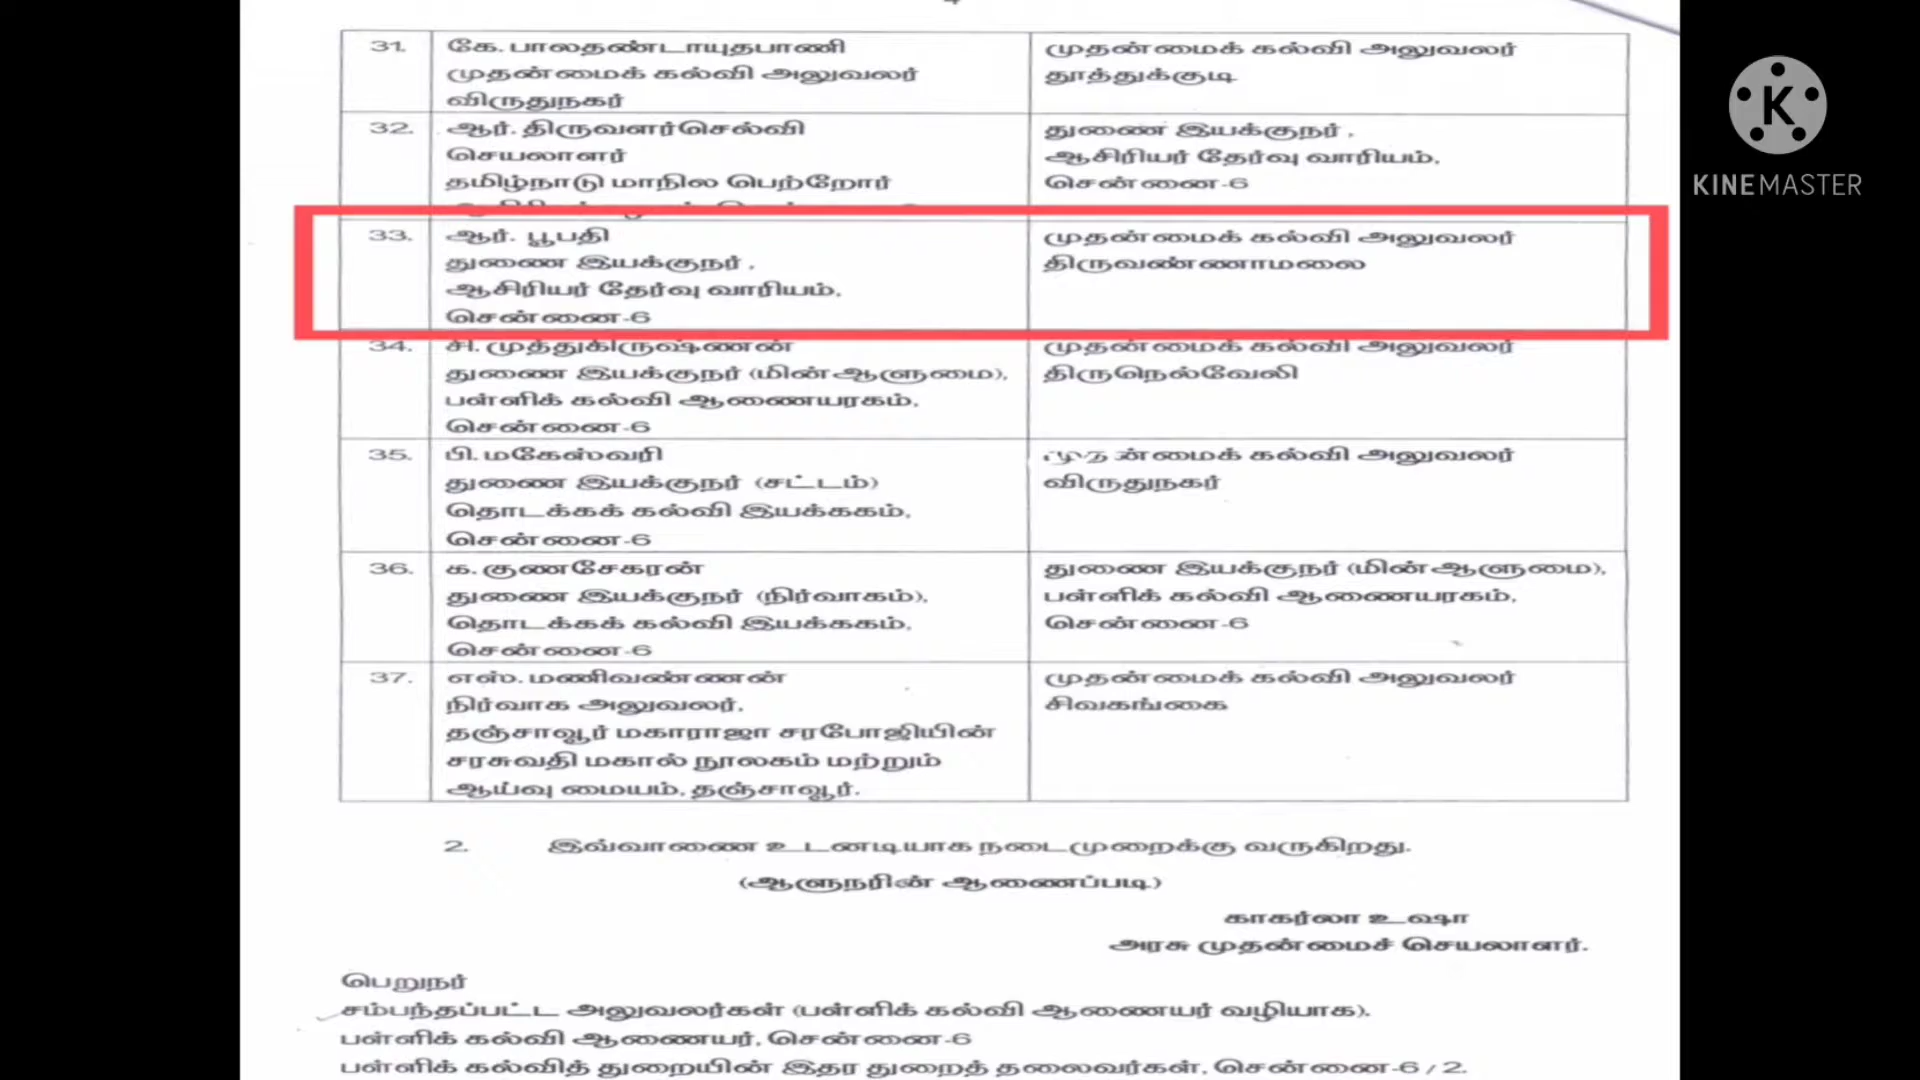 31. கே. பாலதண்டாயுதபாணி
முதன்மைக் கல்வி அலுவலர்
விருதுநகர்
முதன்மைக் கல்வி அலுவலர்
தூத்துக்குடி
32. ஆர். திருவளர்செல்வி
செயலாளர்
தமிழ்நாடு மாநில பெற்றோர்
துணை இயக்குநர்,
ஆசிரியர் தேர்வு வாரியம்,
சென்னை-6
33. ஆர். பூபதி
துணை இயக்குநர்,
ஆசிரியர் தேர்வு வாரியம்,
சென்னை-6
முதன்மைக் கல்வி அலுவலர்
திருவண்ணாமலை
34. சி. முத்துகிருஷ்ணன்
துணை இயக்குநர் (மின்ஆளுமை),
பள்ளிக் கல்வி ஆணையரகம்,
சென்னை-6
முதன்மைக் கல்வி அலுவலர்
திருநெல்வேலி
35. பி. மகேஸ்வரி
துணை இயக்குநர் (சட்டம்)
தொடக்கக் கல்வி இயக்ககம்,
சென்னை-6
முதன்மைக் கல்வி அலுவலர்
விருதுநகர்
36. க. குணசேகரன்
துணை இயக்குநர் (நிர்வாகம்),
தொடக்கக் கல்வி இயக்ககம்,
சென்னை-6
துணை இயக்குநர் (மின்ஆளுமை),
பள்ளிக் கல்வி ஆணையரகம்,
சென்னை-6
37. எஸ். மணிவண்ணன்
நிர்வாக அலுவலர்,
தஞ்சாவூர் மகாராஜா சரபோஜியின்
சரசுவதி மகால் நூலகம் மற்றும்
ஆய்வு மையம், தஞ்சாவூர்.
முதன்மைக் கல்வி அலுவலர்
சிவகங்கை
2. இவ்வாணை உடனடியாக நடைமுறைக்கு வருகிறது.
(ஆளுநரின் ஆணைப்படி)
காகர்லா உஷா
அரசு முதன்மைச் செயலாளர்.
பெறுநர்
சம்பந்தப்பட்ட அலுவலர்கள் (பள்ளிக் கல்வி ஆணையர் வழியாக).
பள்ளிக் கல்வி ஆணையர், சென்னை-6
பள்ளிக் கல்வித் துறையின் இதர துறைத் தலைவர்கள், சென்னை-6 / 2.
K
KINEMASTER